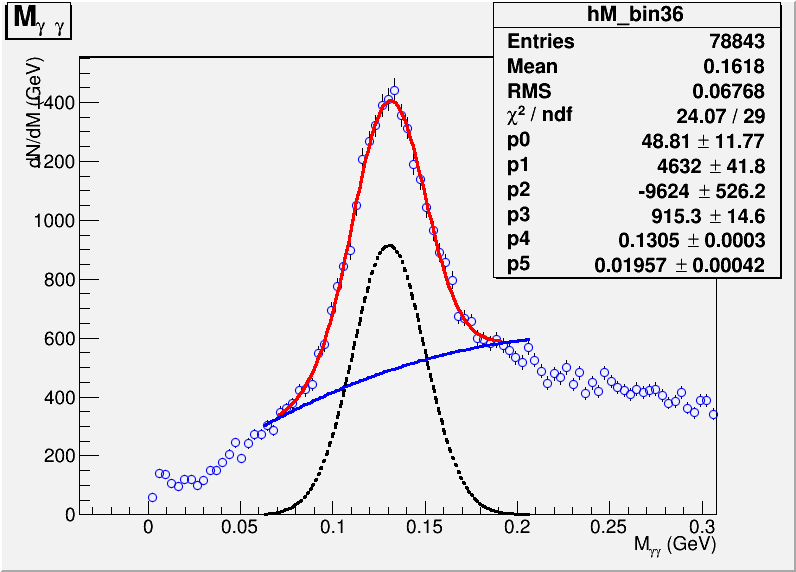 M γ γ
hM_bin36
Entries 78843
Mean 0.1618
RMS 0.06768
χ² / ndf 24.07 / 29
p0 48.81 ± 11.77
p1 4632 ± 41.8
p2 -9624 ± 526.2
p3 915.3 ± 14.6
p4 0.1305 ± 0.0003
p5 0.01957 ± 0.00042
dN/dM (GeV)
1400
1200
1000
800
600
400
200
0
0 0.05 0.1 0.15 0.2 0.25 0.3
Mγγ (GeV)